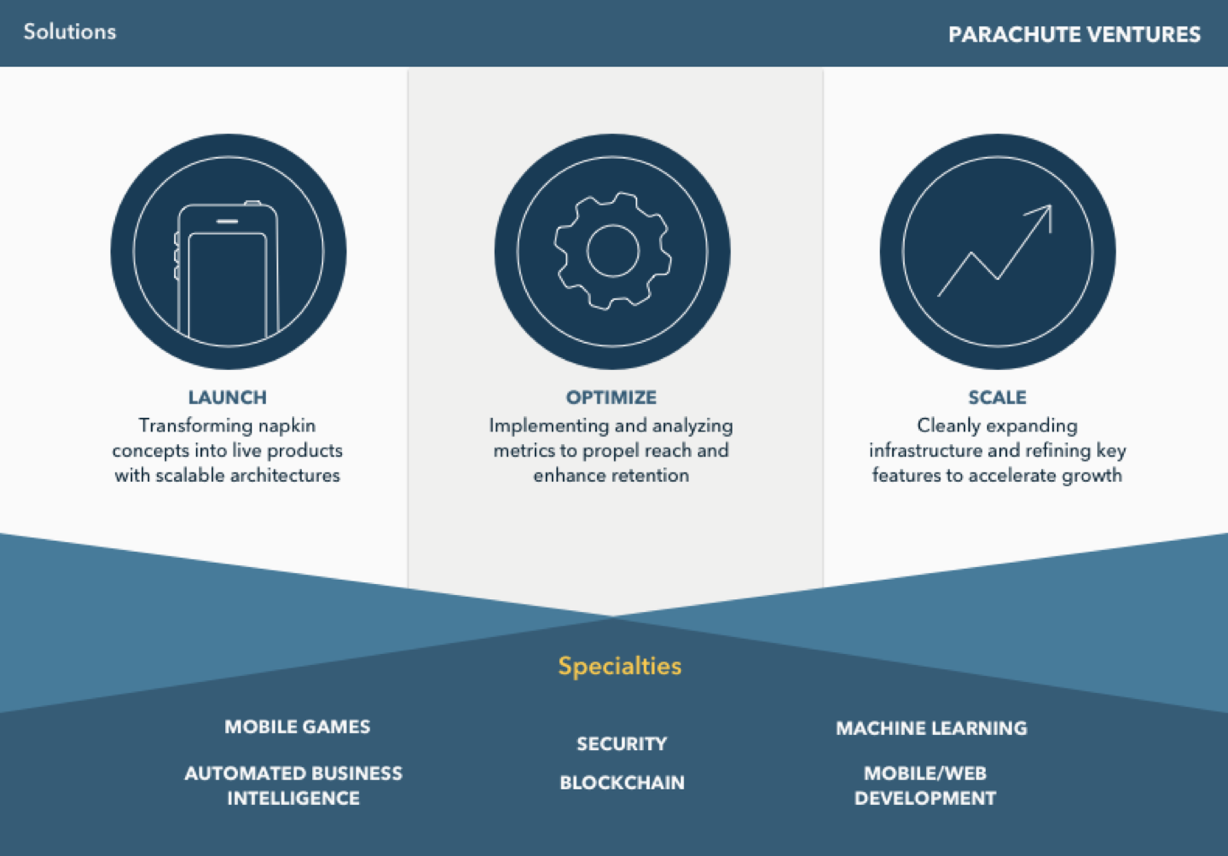 Solutions
PARACHUTE VENTURES
LAUNCH
Transforming napkin
concepts into live products
with scalable architectures
OPTIMIZE
Implementing and analyzing
metrics to propel reach and
enhance retention
SCALE
Cleanly expanding
infrastructure and refining key
features to accelerate growth
Specialties
MOBILE GAMES
AUTOMATED BUSINESS
INTELLIGENCE
SECURITY
BLOCKCHAIN
MACHINE LEARNING
MOBILE/WEB
DEVELOPMENT